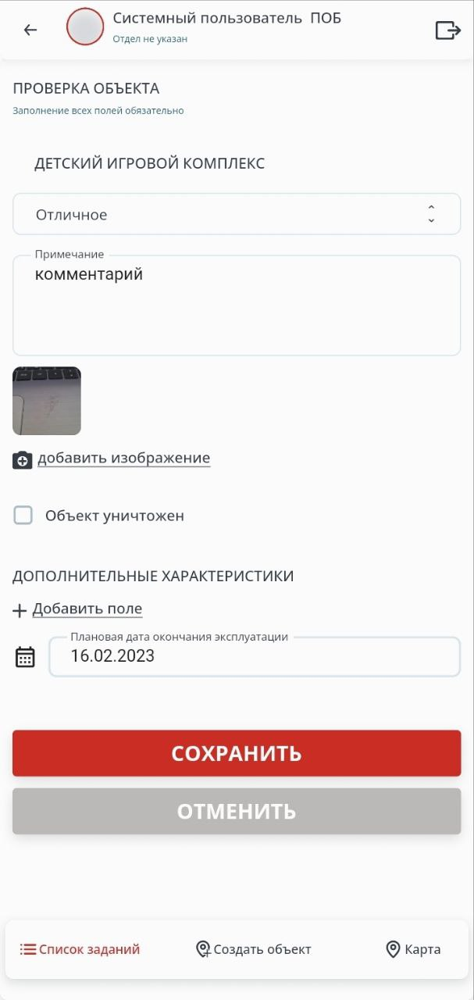 Системный пользователь ПОБ
Отдел не указан
ПРОВЕРКА ОБЪЕКТА
Заполнение всех полей обязательно
ДЕТСКИЙ ИГРОВОЙ КОМПЛЕКС
Отличное
Примечание
комментарий
добавить изображение
Объект уничтожен
ДОПОЛНИТЕЛЬНЫЕ ХАРАКТЕРИСТИКИ
Добавить поле
Плановая дата окончания эксплуатации
16.02.2023
СОХРАНИТЬ
ОТМЕНИТЬ
Список заданий Создать объект Карта